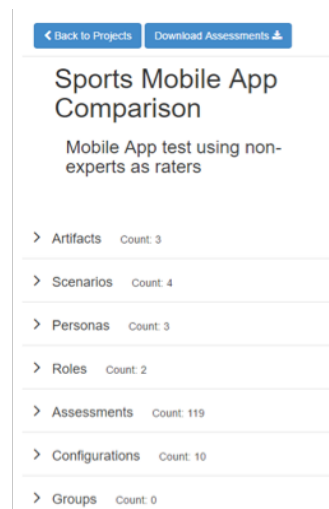 Back to Projects Download Assessments
Sports Mobile App
Comparison
Mobile App test using non-
experts as raters
Artifacts Count: 3
Scenarios Count: 4
Personas Count: 3
Roles Count: 2
Assessments Count: 119
Configurations Count: 10
Groups Count: 0